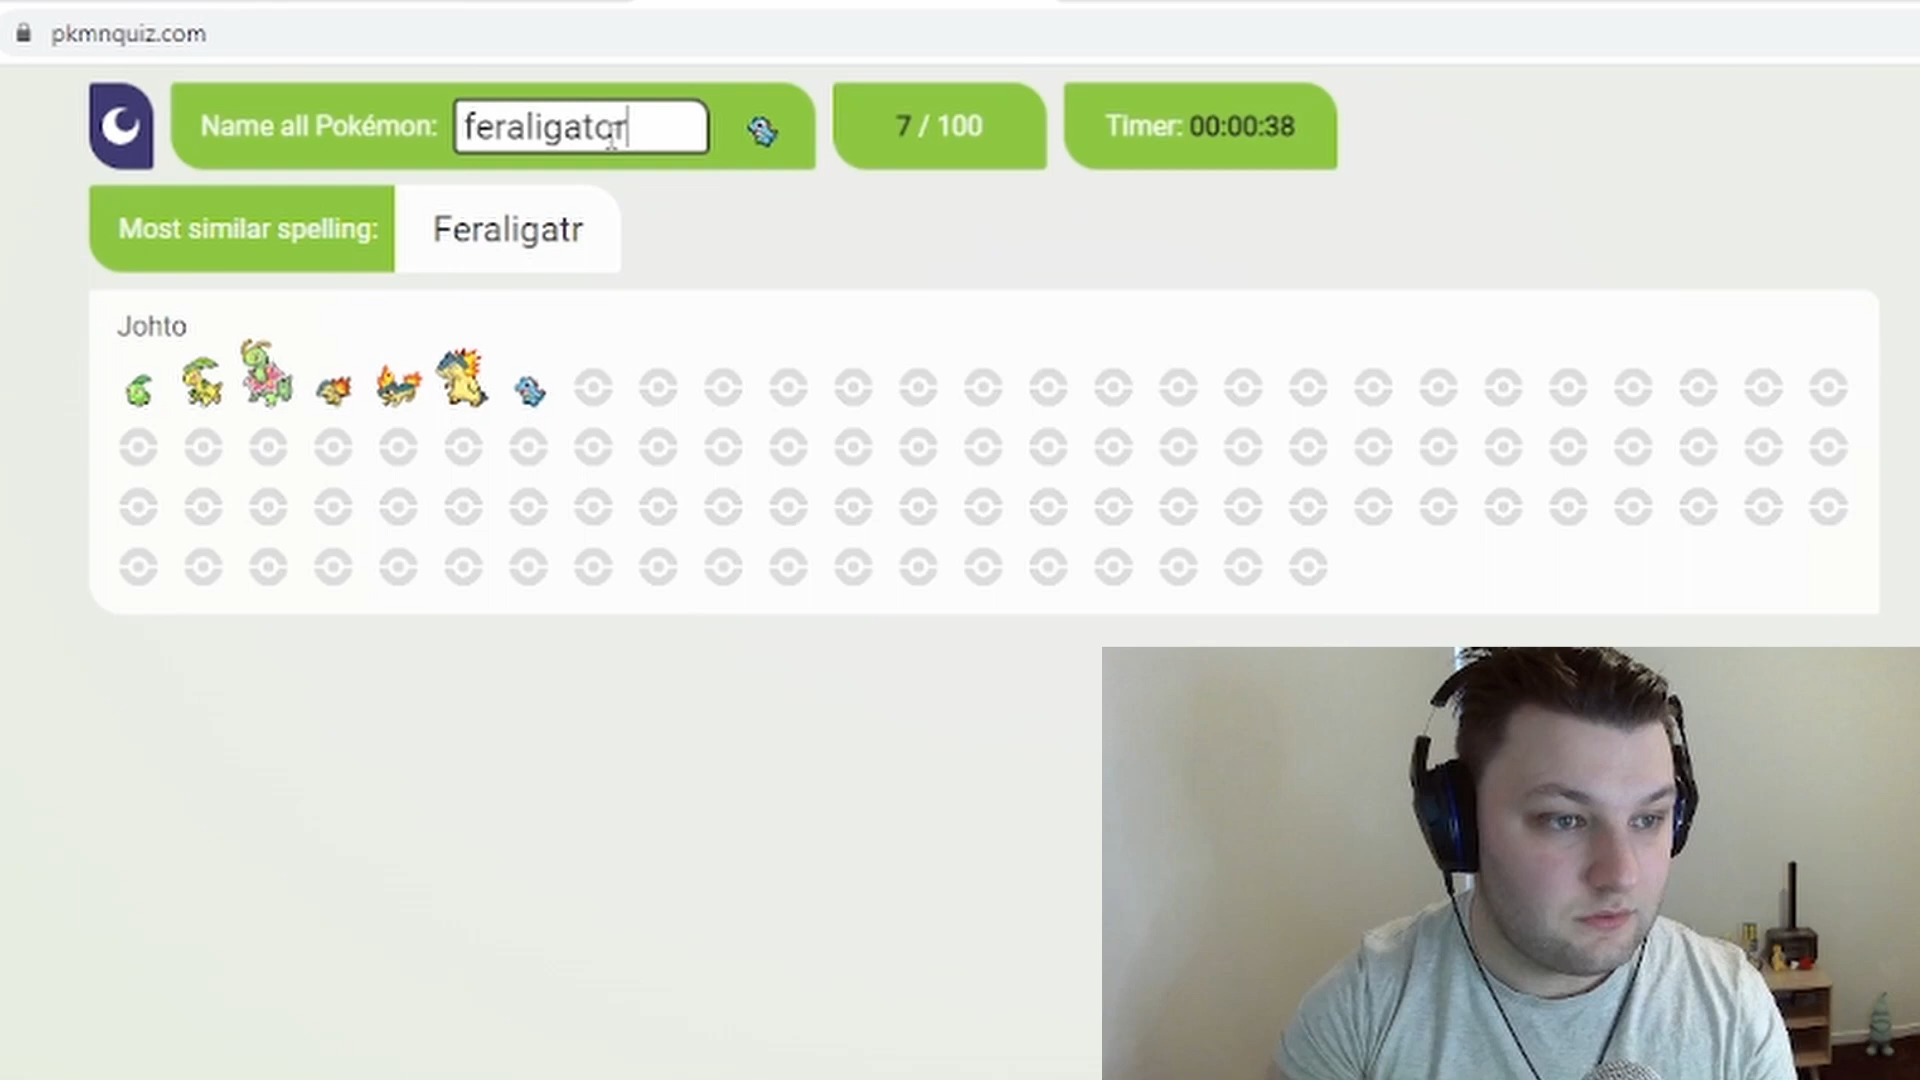 pkmnquiz.com
Name all Pokémon: feraligator 7 / 100 Timer: 00:00:38
Most similar spelling: Feraligatr
Johto